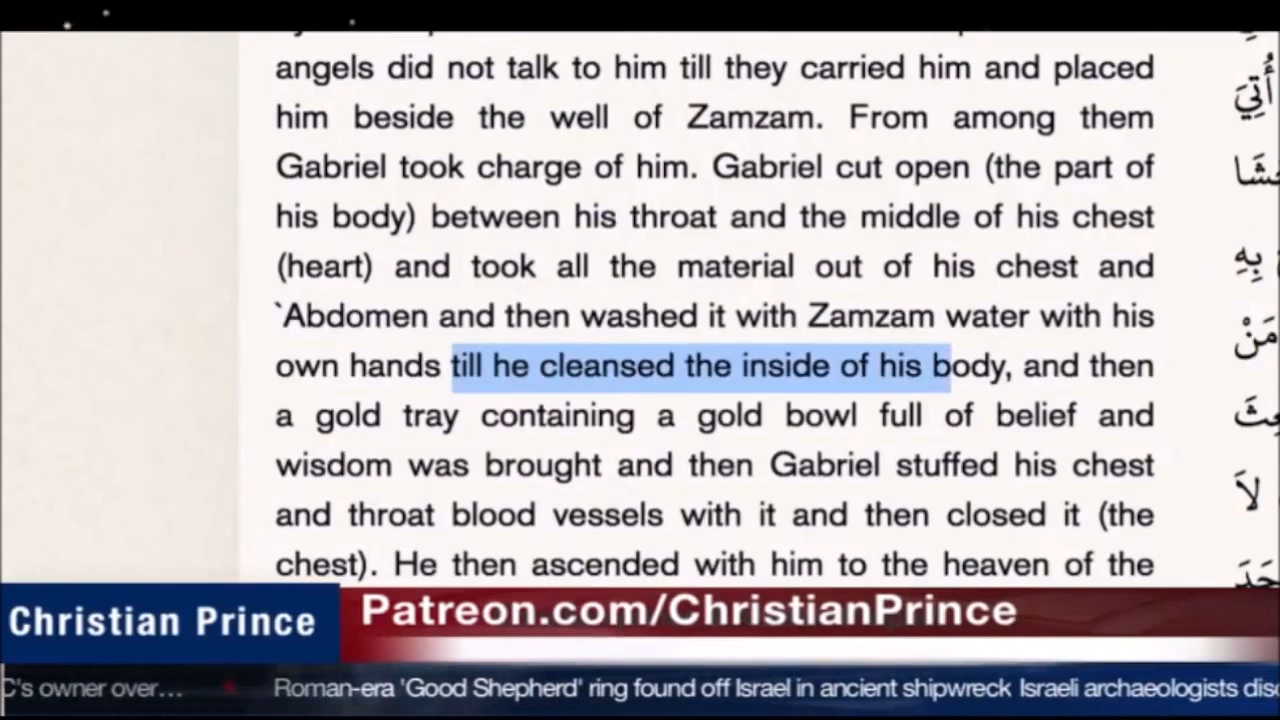 angels did not talk to him till they carried him and placed
him beside the well of Zamzam. From among them
Gabriel took charge of him. Gabriel cut open (the part of
his body) between his throat and the middle of his chest
(heart) and took all the material out of his chest and
`Abdomen and then washed it with Zamzam water with his
own hands till he cleansed the inside of his body, and then
a gold tray containing a gold bowl full of belief and
wisdom was brought and then Gabriel stuffed his chest
and throat blood vessels with it and then closed it (the
chest). He then ascended with him to the heaven of the
بِهِ
مَنْ
لاَ
Christian Prince
Patreon.com/ChristianPrince
C's owner over... Roman-era 'Good Shepherd' ring found off Israel in ancient shipwreck Israeli archaeologists